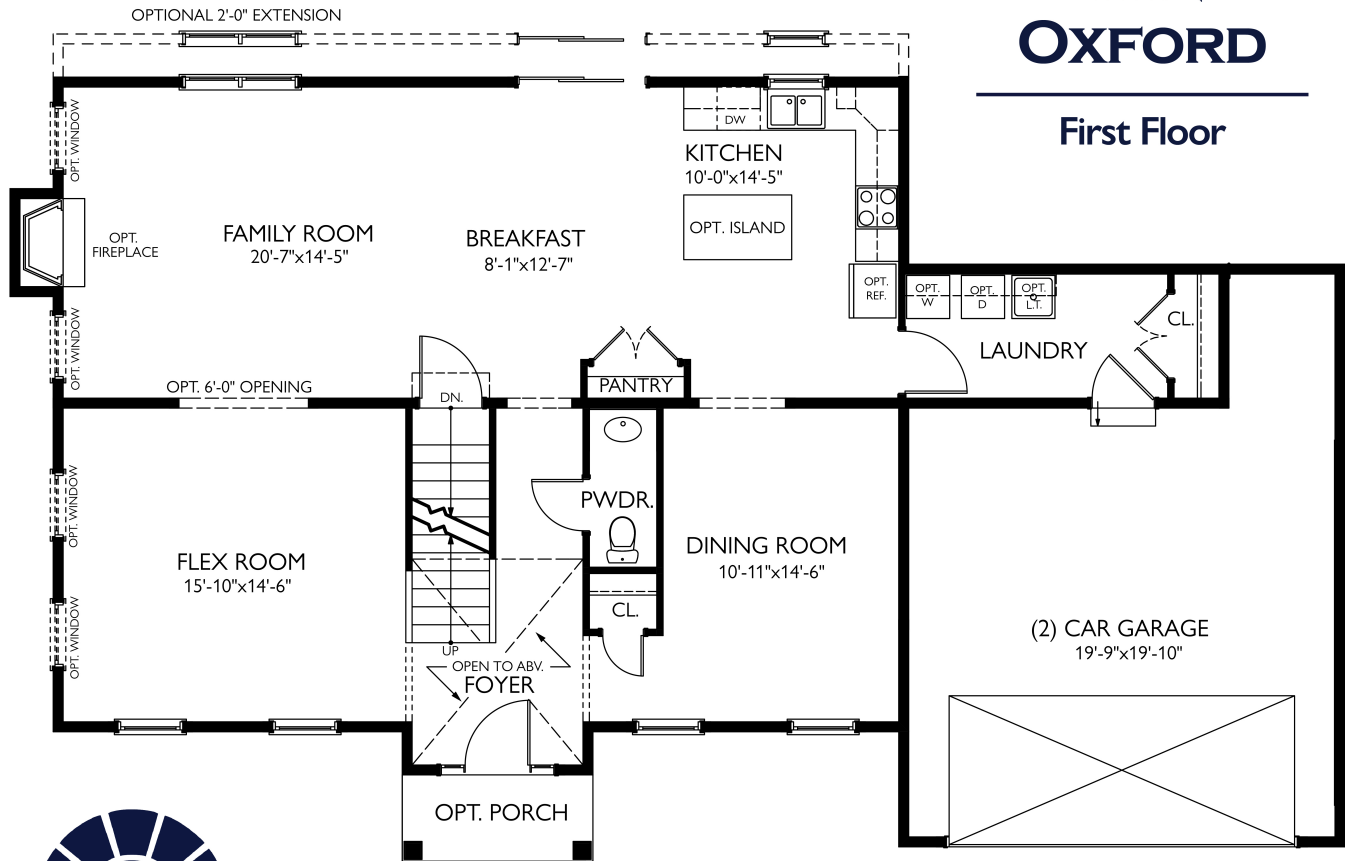 OPTIONAL 2'-0" EXTENSION
OXFORD
First Floor
OPT. WINDOW
DW
KITCHEN
10'-0"x14'-5"
OPT. ISLAND
FAMILY ROOM
20'-7"x14'-5"
BREAKFAST
8'-1"x12'-7"
OPT.
FIREPLACE
OPT.
REF.
OPT.
W
OPT.
D
OPT.
L.T.
CL.
LAUNDRY
OPT. WINDOW
OPT. 6'-0" OPENING
DN.
PANTRY
OPT. WINDOW
PWDR.
FLEX ROOM
15'-10"x14'-6"
DINING ROOM
10'-11"x14'-6"
CL.
OPT. WINDOW
UP
OPEN TO ABV.
FOYER
(2) CAR GARAGE
19'-9"x19'-10"
OPT. PORCH